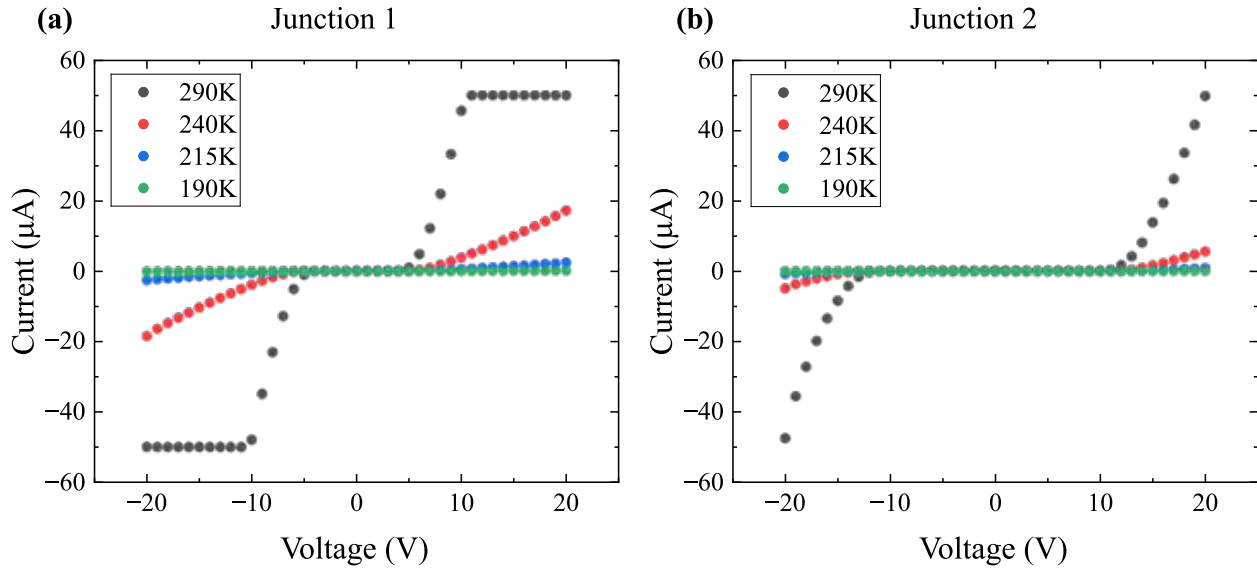 (a) Junction 1
60
40
20
0
−20
−40
−60
Current (μA)
290K
240K
215K
190K
−20 −10 0 10 20
Voltage (V)
(b) Junction 2
60
40
20
0
−20
−40
−60
Current (μA)
290K
240K
215K
190K
−20 −10 0 10 20
Voltage (V)